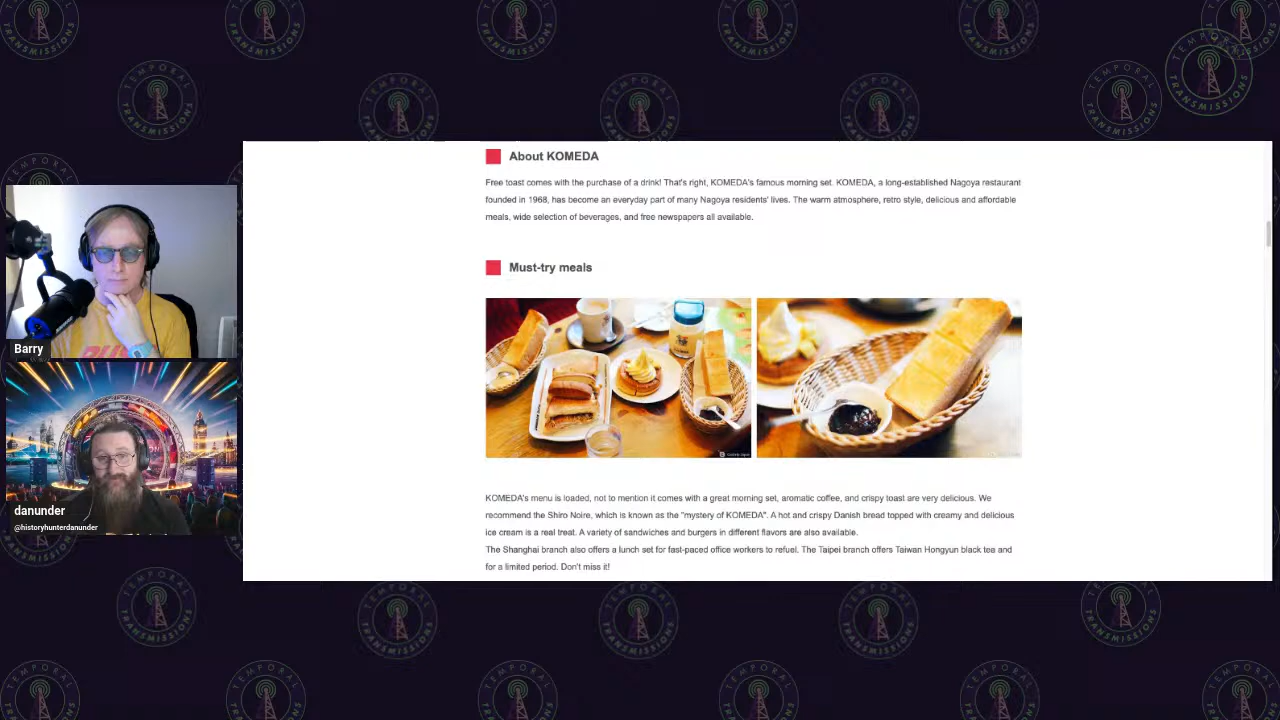 TEMPORAL
TRANSMISSIONS
About KOMEDA
Free toast comes with the purchase of a drink! That's right, KOMEDA's famous morning set. KOMEDA, a long-established Nagoya restaurant
founded in 1968, has become an everyday part of many Nagoya residents' lives. The warm atmosphere, retro style, delicious and affordable
meals, wide selection of beverages, and free newspapers all available.
Must-try meals
KOMEDA's menu is loaded, not to mention it comes with a great morning set, aromatic coffee, and crispy toast are very delicious. We
recommend the Shiro Noire, which is known as the "mystery of KOMEDA". A hot and crispy Danish bread topped with creamy and delicious
ice cream is a real treat. A variety of sandwiches and burgers in different flavors are also available.
The Shanghai branch also offers a lunch set for fast-paced office workers to refuel. The Taipei branch offers Taiwan Hongyun black tea and
for a limited period. Don't miss it!
Barry
danunder
@historyhunterdanunder